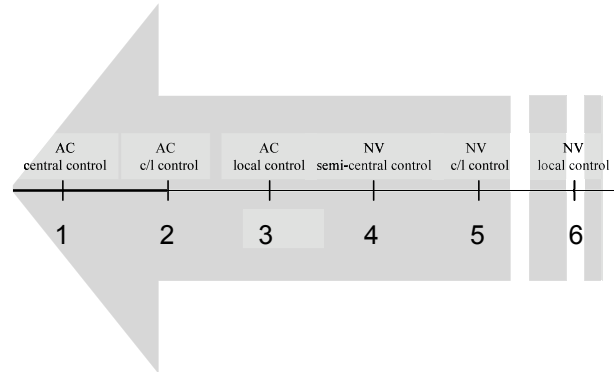 AC
central control
AC
c/l control
AC
local control
NV
semi-central control
NV
c/l control
NV
local control
1 2 3 4 5 6